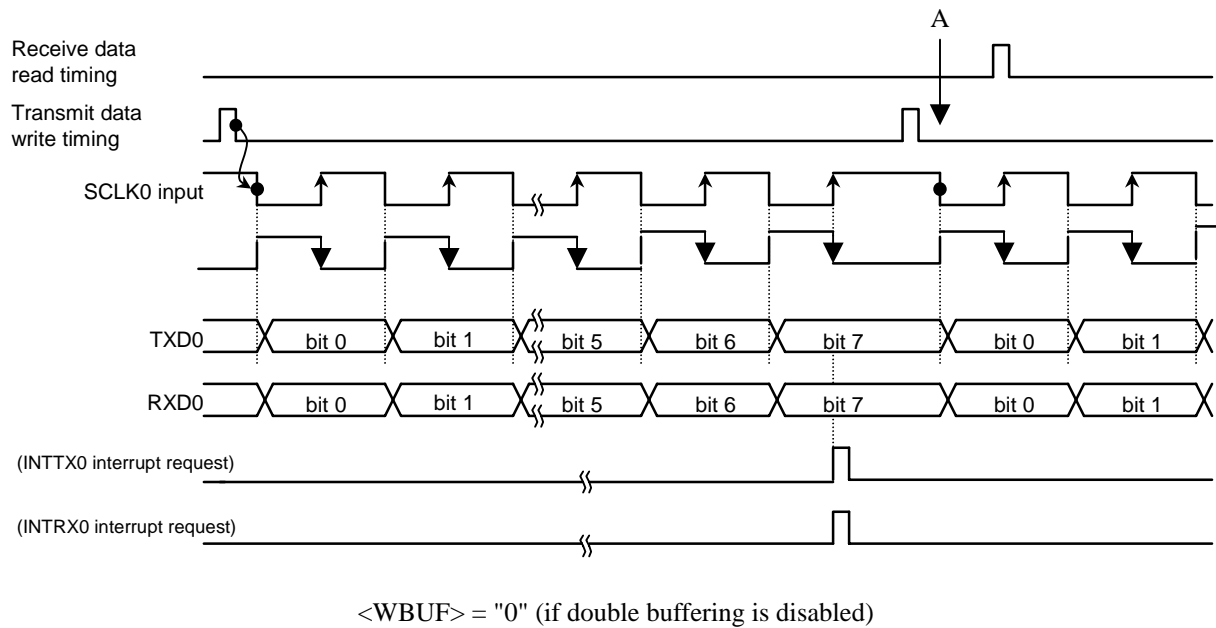 A
Receive data
read timing
Transmit data
write timing
SCLK0 input
TXD0 bit 0 bit 1 bit 5 bit 6 bit 7 bit 0 bit 1
RXD0 bit 0 bit 1 bit 5 bit 6 bit 7 bit 0 bit 1
(INTTX0 interrupt request)
(INTRX0 interrupt request)
<WBUF> = "0" (if double buffering is disabled)